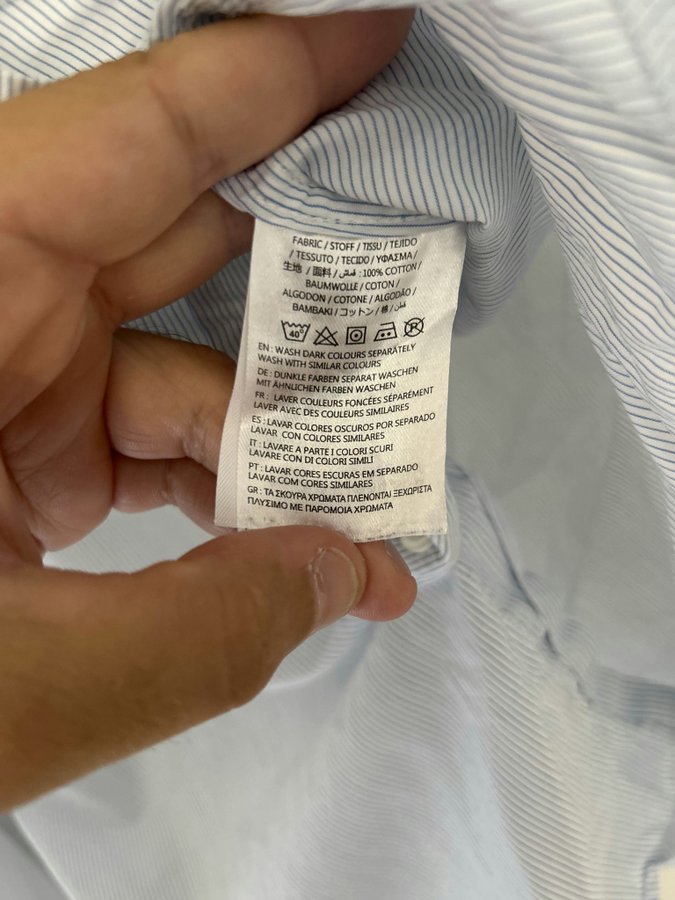 FABRIC / STOFF / TISSU / TEJIDO
/ TESSUTO / TECIDO / ΥΦΑΣΜΑ /
生地 / 面料 / قماش : 100% COTTON /
BAUMWOLLE / COTON /
ALGODON / COTONE / ALGODÃO /
BAMBAKI / コットン / 棉 / قطن
40°
EN : WASH DARK COLOURS SEPARATELY
WASH WITH SIMILAR COLOURS
DE : DUNKLE FARBEN SEPARAT WASCHEN
MIT ÄHNLICHEN FARBEN WASCHEN
FR : LAVER COULEURS FONCÉES SÉPARÉMENT
LAVER AVEC DES COULEURS SIMILAIRES
ES : LAVAR COLORES OSCUROS POR SEPARADO
LAVAR CON COLORES SIMILARES
IT : LAVARE A PARTE I COLORI SCURI
LAVARE CON DI COLORI SIMILI
PT : LAVAR CORES ESCURAS EM SEPARADO
LAVAR COM CORES SIMILARES
GR : ΤΑ ΣΚΟΥΡΑ ΧΡΩΜΑΤΑ ΠΛΕΝΟΝΤΑΙ ΞΕΧΩΡΙΣΤΑ
ΠΛΥΣΙΜΟ ΜΕ ΠΑΡΟΜΟΙΑ ΧΡΩΜΑΤΑ